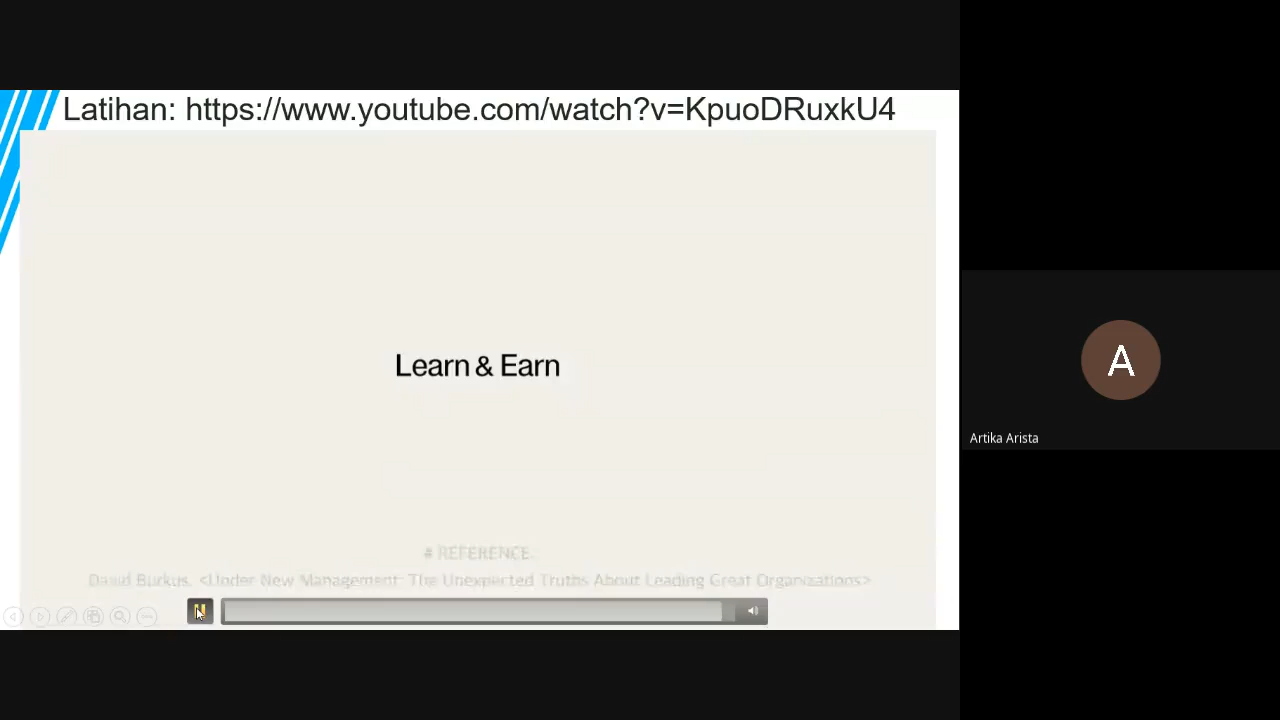 Latihan: https://www.youtube.com/watch?v=KpuoDRuxkU4
Learn & Earn
# REFERENCE.
David Burkus, <Under New Management: The Unexpected Truths About Leading Great Organizations>
A
Artika Arista